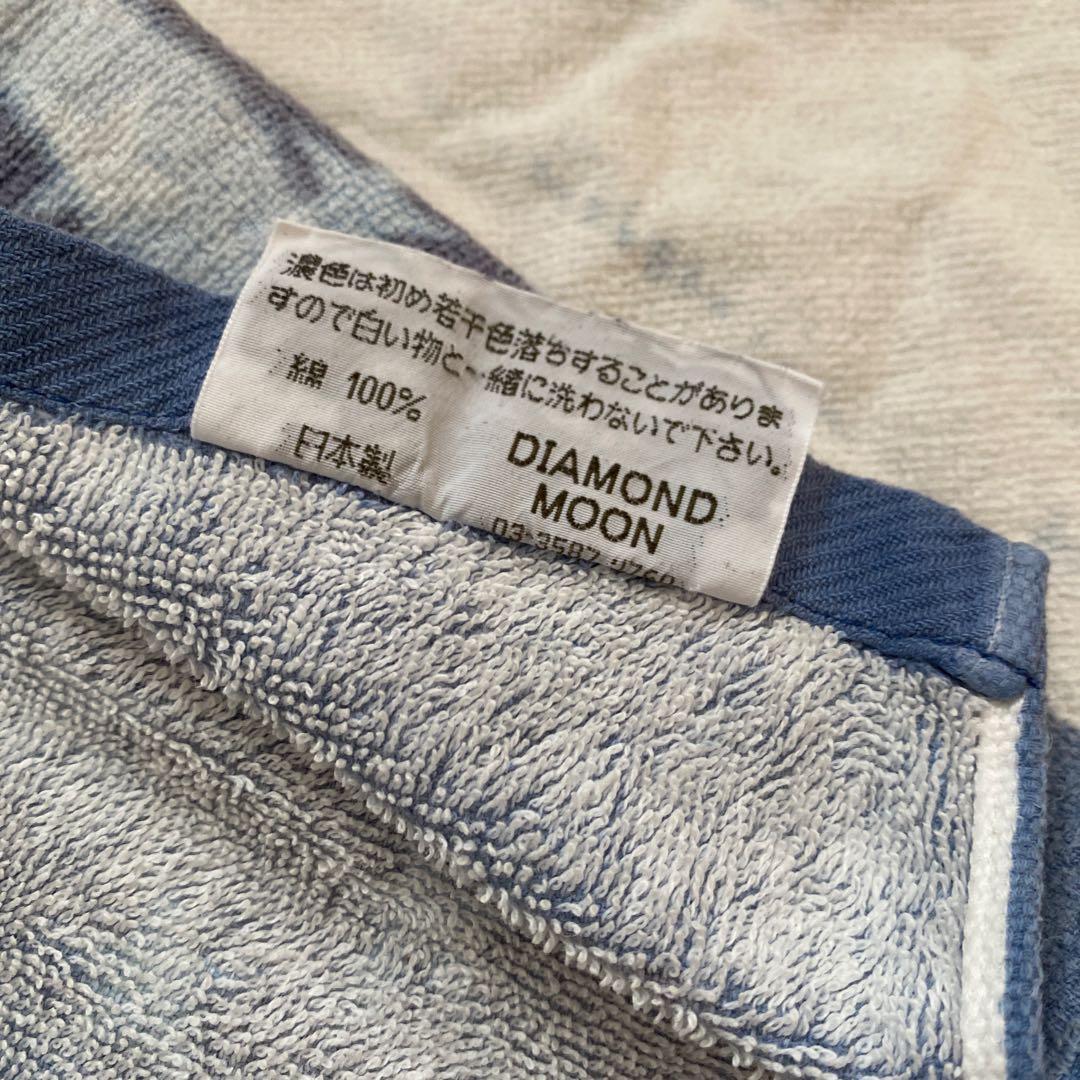 濃色は初め若干色落ちすることがありま
すので白い物と一緒に洗わないで下さい。
綿 100%
日本製
DIAMOND
MOON